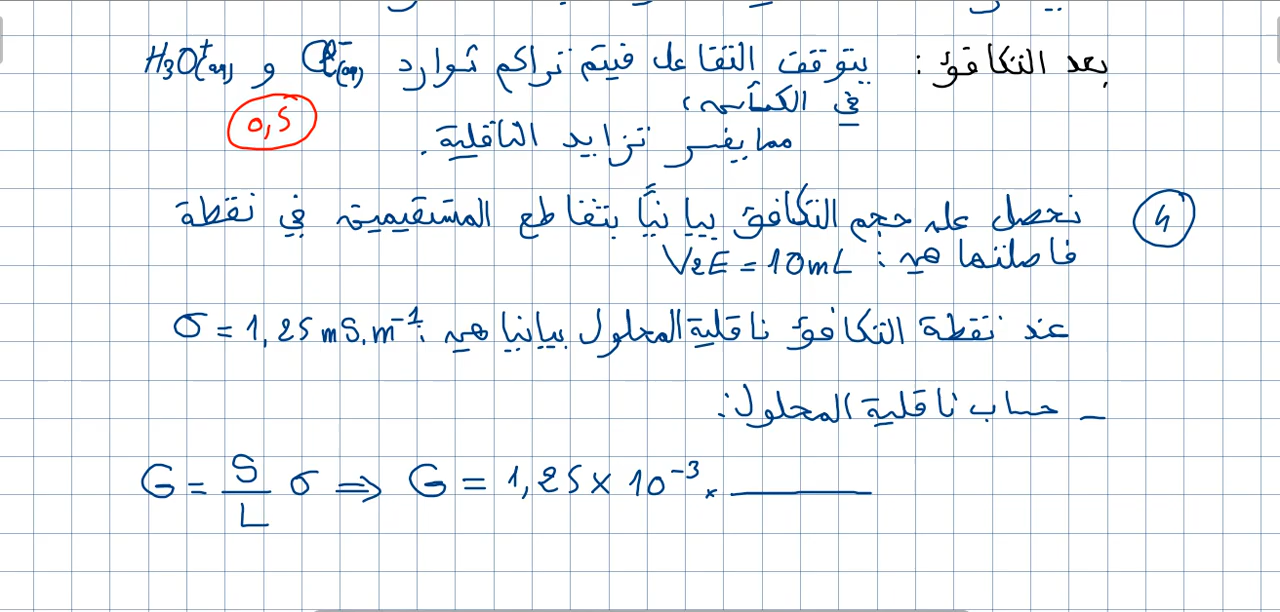 بعد التكافؤ : يتوقف التفاعل فيتم تراكم شوارد Cl⁻(aq) و H3O⁺(aq)
في الكأس،
0,5
مما يفسر تزايد الناقلية.
4 نحصل على حجم التكافؤ بيانيًا بتقاطع المستقيمين في نقطة
فاصلتها هي : V2E = 10mL
عند نقطة التكافؤ ناقلية المحلول بيانيا هي : σ = 1,25 mS.m⁻¹
– حساب ناقلية المحلول :
G = S/L σ ⇒ G = 1,25 × 10⁻³ ×